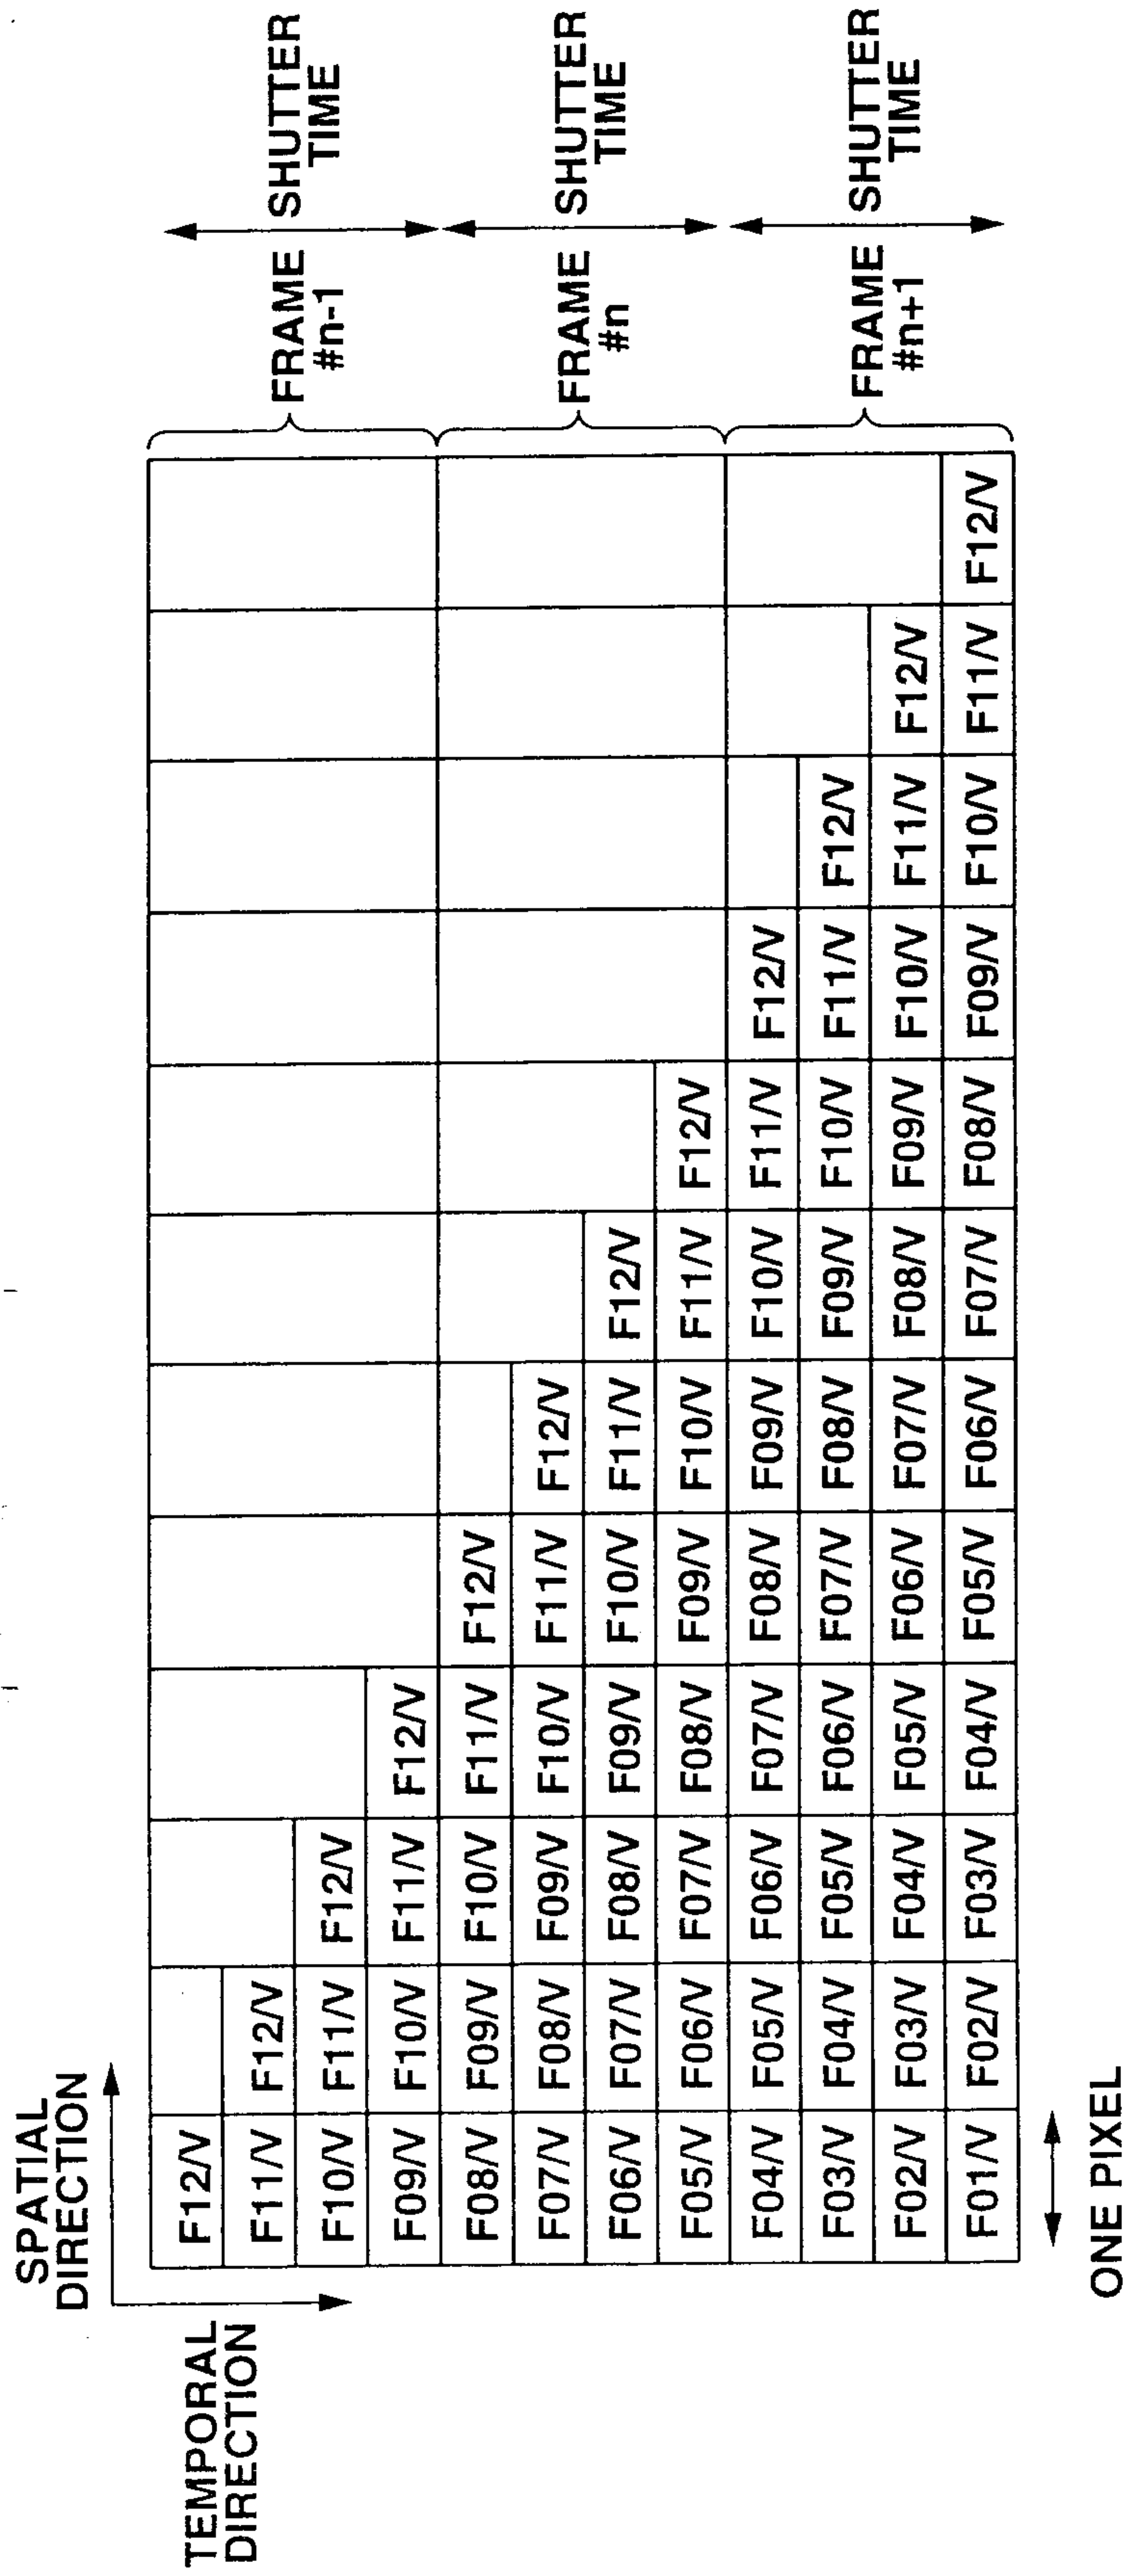 SPATIAL
DIRECTION
TEMPORAL
DIRECTION
F12/V
F11/V F12/V
F10/V F11/V F12/V
F09/V F10/V F11/V F12/V
FRAME
#n-1
SHUTTER
TIME
F08/V F09/V F10/V F11/V F12/V
F07/V F08/V F09/V F10/V F11/V F12/V
F06/V F07/V F08/V F09/V F10/V F11/V F12/V
F05/V F06/V F07/V F08/V F09/V F10/V F11/V F12/V
FRAME
#n
SHUTTER
TIME
F04/V F05/V F06/V F07/V F08/V F09/V F10/V F11/V F12/V
F03/V F04/V F05/V F06/V F07/V F08/V F09/V F10/V F11/V F12/V
F02/V F03/V F04/V F05/V F06/V F07/V F08/V F09/V F10/V F11/V F12/V
F01/V F02/V F03/V F04/V F05/V F06/V F07/V F08/V F09/V F10/V F11/V F12/V
FRAME
#n+1
SHUTTER
TIME
ONE PIXEL